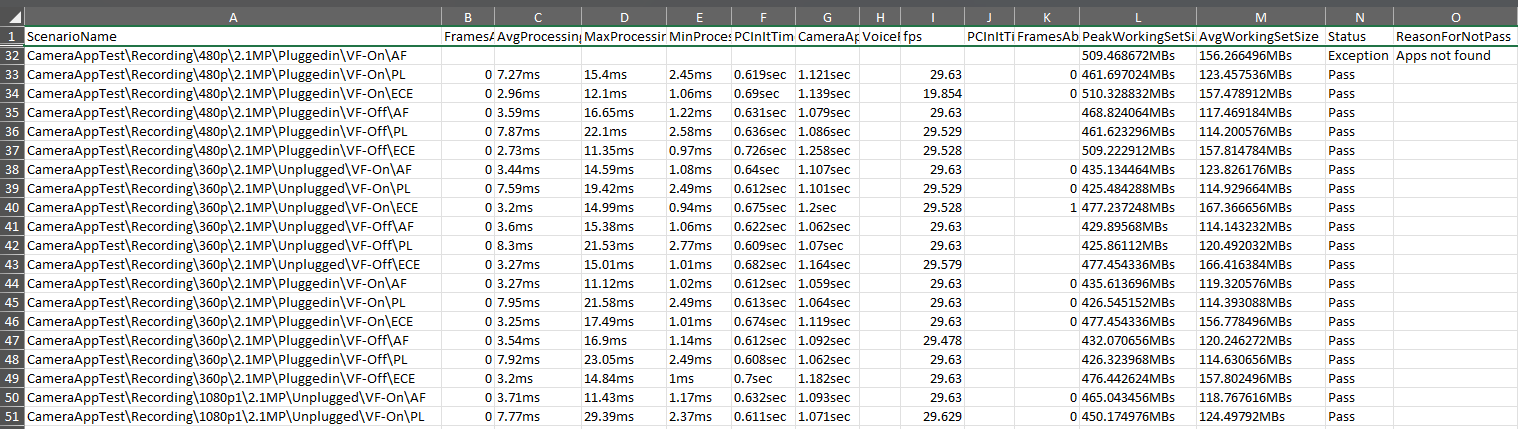 A B C D E F G H I J K L M N O
1 ScenarioName FramesA AvgProcessing MaxProcessin MinProces PCInItTim CameraAp VoiceF fps PCInItTi FramesAb PeakWorkingSetSi AvgWorkingSetSize Status ReasonForNotPass
32 CameraAppTest\Recording\480p\2.1MP\Pluggedin\VF-On\AF 509.468672MBs 156.266496MBs Exception Apps not found
33 CameraAppTest\Recording\480p\2.1MP\Pluggedin\VF-On\PL 0 7.27ms 15.4ms 2.45ms 0.619sec 1.121sec 29.63 0 461.697024MBs 123.457536MBs Pass
34 CameraAppTest\Recording\480p\2.1MP\Pluggedin\VF-On\ECE 0 2.96ms 12.1ms 1.06ms 0.69sec 1.139sec 19.854 0 510.328832MBs 157.478912MBs Pass
35 CameraAppTest\Recording\480p\2.1MP\Pluggedin\VF-Off\AF 0 3.59ms 16.65ms 1.22ms 0.631sec 1.079sec 29.63 468.824064MBs 117.469184MBs Pass
36 CameraAppTest\Recording\480p\2.1MP\Pluggedin\VF-Off\PL 0 7.87ms 22.1ms 2.58ms 0.636sec 1.086sec 29.529 461.623296MBs 114.200576MBs Pass
37 CameraAppTest\Recording\480p\2.1MP\Pluggedin\VF-Off\ECE 0 2.73ms 11.35ms 0.97ms 0.726sec 1.258sec 29.528 509.222912MBs 157.814784MBs Pass
38 CameraAppTest\Recording\360p\2.1MP\Unplugged\VF-On\AF 0 3.44ms 14.59ms 1.08ms 0.64sec 1.107sec 29.63 0 435.134464MBs 123.826176MBs Pass
39 CameraAppTest\Recording\360p\2.1MP\Unplugged\VF-On\PL 0 7.59ms 19.42ms 2.49ms 0.612sec 1.101sec 29.529 0 425.484288MBs 114.929664MBs Pass
40 CameraAppTest\Recording\360p\2.1MP\Unplugged\VF-On\ECE 0 3.2ms 14.99ms 0.94ms 0.675sec 1.2sec 29.528 1 477.237248MBs 167.366656MBs Pass
41 CameraAppTest\Recording\360p\2.1MP\Unplugged\VF-Off\AF 0 3.6ms 15.38ms 1.06ms 0.622sec 1.062sec 29.63 429.89568MBs 114.143232MBs Pass
42 CameraAppTest\Recording\360p\2.1MP\Unplugged\VF-Off\PL 0 8.3ms 21.53ms 2.77ms 0.609sec 1.07sec 29.63 425.86112MBs 120.492032MBs Pass
43 CameraAppTest\Recording\360p\2.1MP\Unplugged\VF-Off\ECE 0 3.27ms 15.01ms 1.01ms 0.682sec 1.164sec 29.579 477.454336MBs 166.416384MBs Pass
44 CameraAppTest\Recording\360p\2.1MP\Pluggedin\VF-On\AF 0 3.27ms 11.12ms 1.02ms 0.612sec 1.059sec 29.63 0 435.613696MBs 119.320576MBs Pass
45 CameraAppTest\Recording\360p\2.1MP\Pluggedin\VF-On\PL 0 7.95ms 21.58ms 2.49ms 0.613sec 1.064sec 29.63 0 426.545152MBs 114.393088MBs Pass
46 CameraAppTest\Recording\360p\2.1MP\Pluggedin\VF-On\ECE 0 3.25ms 17.49ms 1.01ms 0.674sec 1.119sec 29.63 0 477.454336MBs 156.778496MBs Pass
47 CameraAppTest\Recording\360p\2.1MP\Pluggedin\VF-Off\AF 0 3.54ms 16.9ms 1.14ms 0.612sec 1.092sec 29.478 432.070656MBs 120.246272MBs Pass
48 CameraAppTest\Recording\360p\2.1MP\Pluggedin\VF-Off\PL 0 7.92ms 23.05ms 2.49ms 0.608sec 1.062sec 29.63 426.323968MBs 114.630656MBs Pass
49 CameraAppTest\Recording\360p\2.1MP\Pluggedin\VF-Off\ECE 0 3.2ms 14.84ms 1ms 0.7sec 1.182sec 29.63 476.442624MBs 157.802496MBs Pass
50 CameraAppTest\Recording\1080p1\2.1MP\Unplugged\VF-On\AF 0 3.71ms 11.43ms 1.17ms 0.632sec 1.093sec 29.63 0 465.043456MBs 118.767616MBs Pass
51 CameraAppTest\Recording\1080p1\2.1MP\Unplugged\VF-On\PL 0 7.77ms 29.39ms 2.37ms 0.611sec 1.071sec 29.629 0 450.174976MBs 124.49792MBs Pass